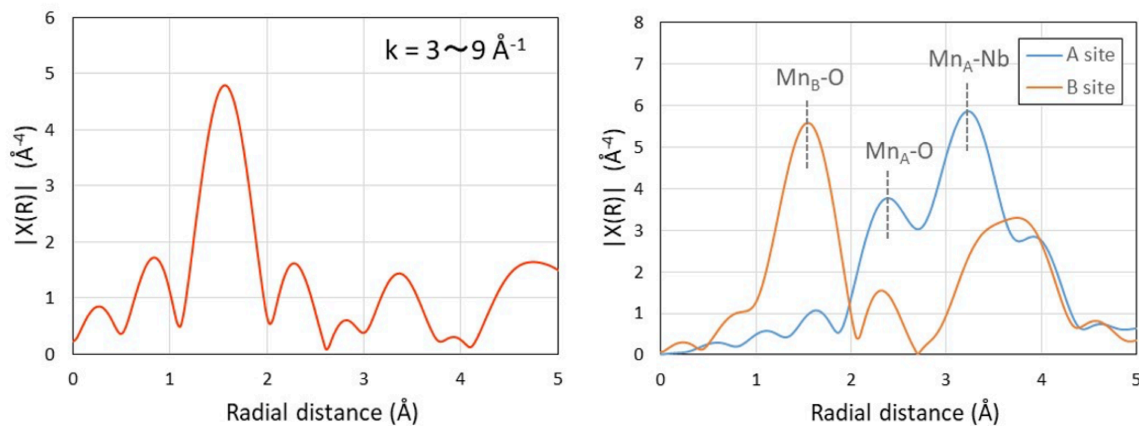 6
5
4
3
2
1
0
|X(R)| (Å⁻⁴)
k = 3～9 Å⁻¹
0 1 2 3 4 5
Radial distance (Å)
8
7
6
5
4
3
2
1
0
|X(R)| (Å⁻⁴)
Mn_B-O
Mn_A-O
Mn_A-Nb
A site
B site
0 1 2 3 4 5
Radial distance (Å)